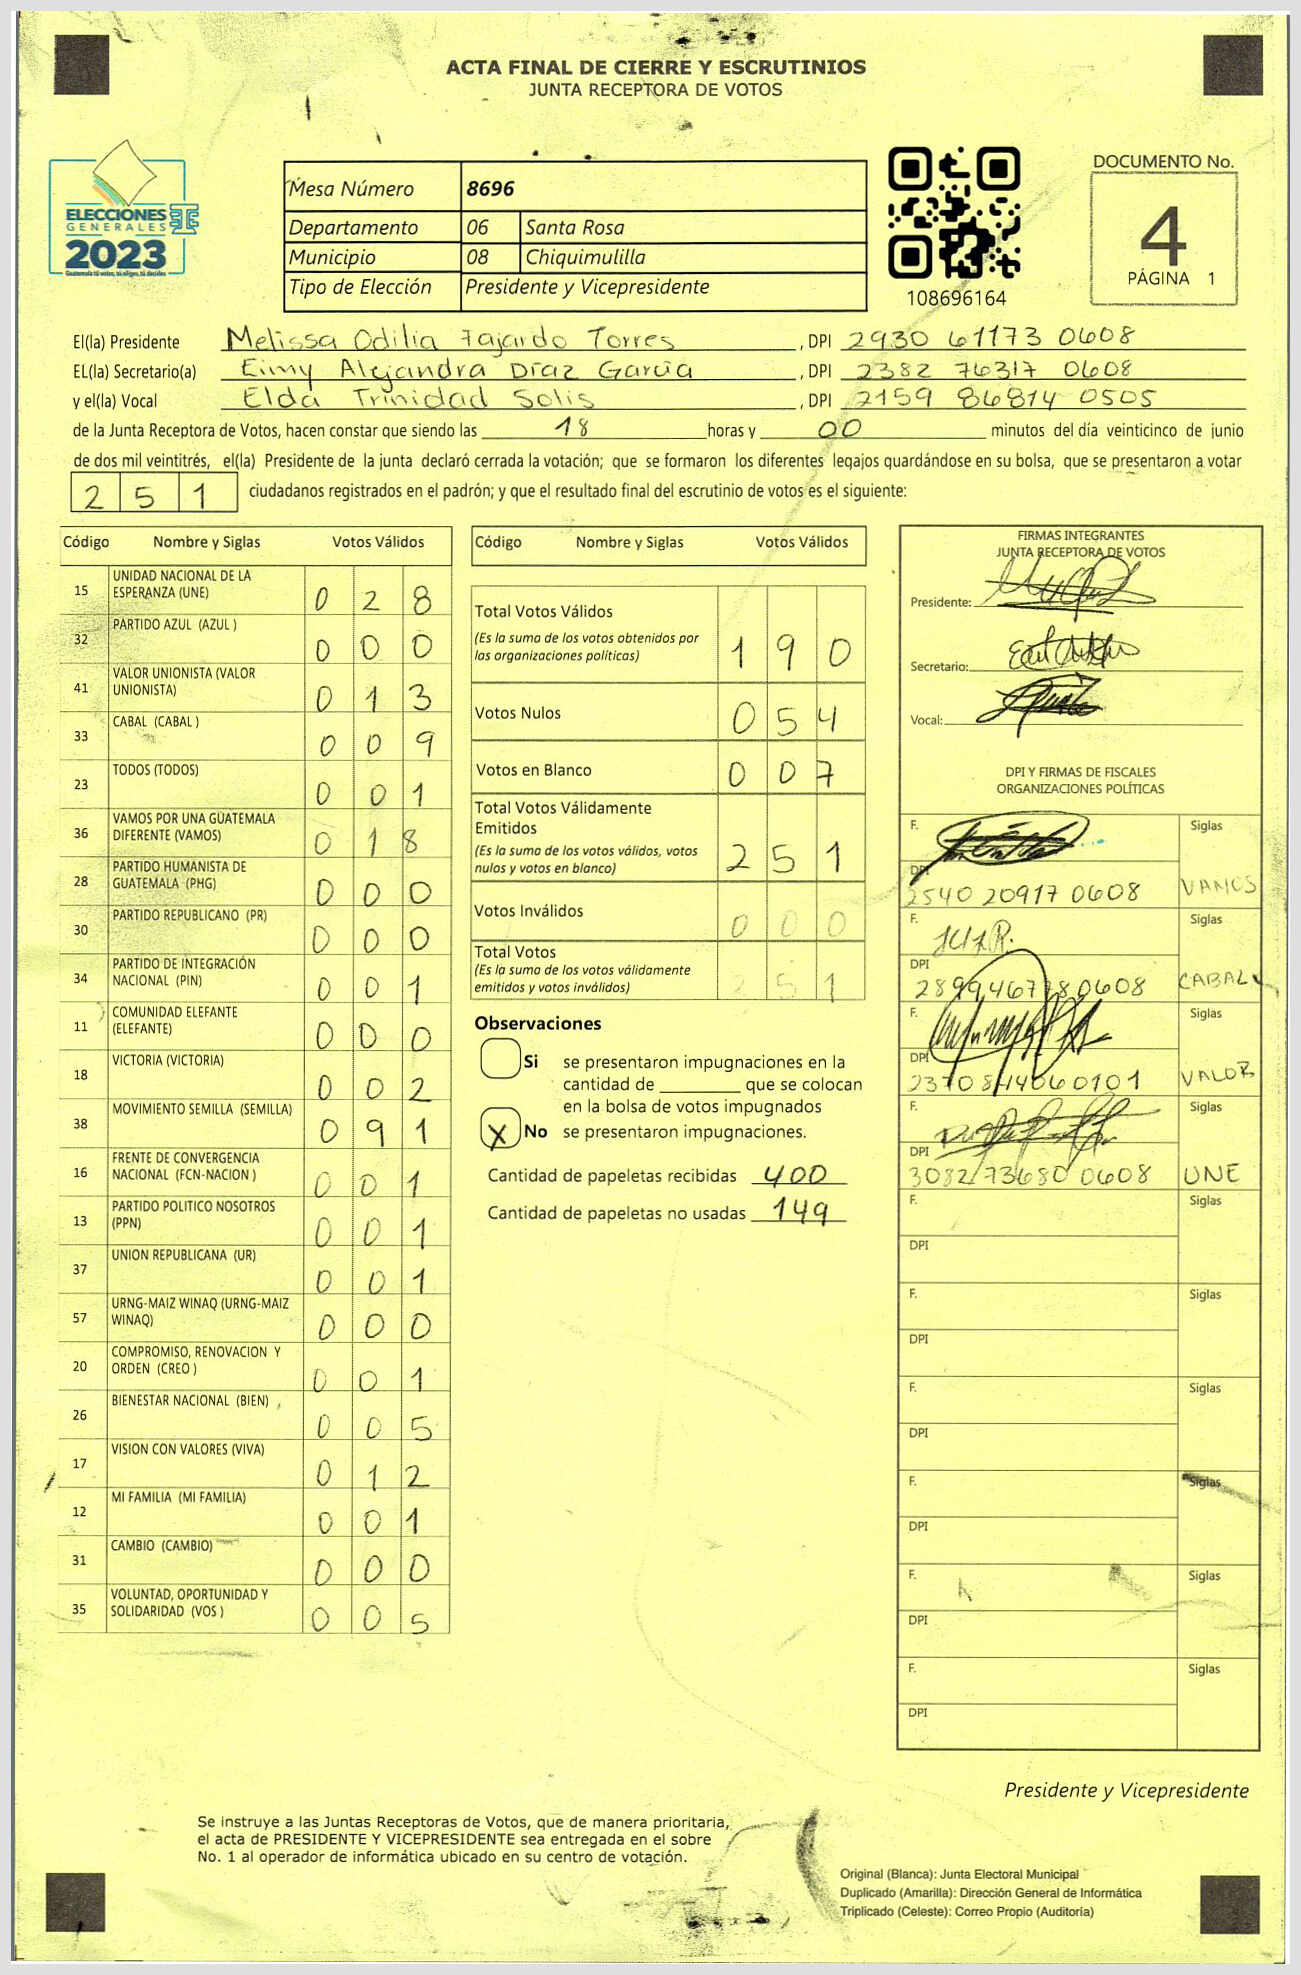 ACTA FINAL DE CIERRE Y ESCRUTINIOS
JUNTA RECEPTORA DE VOTOS
ELECCIONES
GENERALES
2023
Guatemala tú votas, tú eliges, tú decides
Mesa Número 8696
Departamento 06 Santa Rosa
Municipio 08 Chiquimulilla
Tipo de Elección Presidente y Vicepresidente
108696164
DOCUMENTO No.
4
PÁGINA 1
El(la) Presidente Melissa Odilia Fajardo Torres, DPI 2930 61173 0608
EL(la) Secretario(a) Eimy Alejandra Díaz García, DPI 2382 76317 0608
y el(la) Vocal Elda Trinidad Solis, DPI 2159 86814 0505
de la Junta Receptora de Votos, hacen constar que siendo las 18 horas y 00 minutos del día veinticinco de junio
de dos mil veintitrés, el(la) Presidente de la junta declaró cerrada la votación; que se formaron los diferentes legajos guardándose en su bolsa, que se presentaron a votar
251 ciudadanos registrados en el padrón; y que el resultado final del escrutinio de votos es el siguiente:
Código Nombre y Siglas Votos Válidos
15 UNIDAD NACIONAL DE LA ESPERANZA (UNE) 0 2 8
32 PARTIDO AZUL (AZUL ) 0 0 0
41 VALOR UNIONISTA (VALOR UNIONISTA) 0 1 3
33 CABAL (CABAL ) 0 0 9
23 TODOS (TODOS) 0 0 1
36 VAMOS POR UNA GUATEMALA DIFERENTE (VAMOS) 0 1 8
28 PARTIDO HUMANISTA DE GUATEMALA (PHG) 0 0 0
30 PARTIDO REPUBLICANO (PR) 0 0 0
34 PARTIDO DE INTEGRACIÓN NACIONAL (PIN) 0 0 1
11 COMUNIDAD ELEFANTE (ELEFANTE) 0 0 0
18 VICTORIA (VICTORIA) 0 0 2
38 MOVIMIENTO SEMILLA (SEMILLA) 0 9 1
16 FRENTE DE CONVERGENCIA NACIONAL (FCN-NACION ) 0 0 1
13 PARTIDO POLITICO NOSOTROS (PPN) 0 0 1
37 UNION REPUBLICANA (UR) 0 0 1
57 URNG-MAIZ WINAQ (URNG-MAIZ WINAQ) 0 0 0
20 COMPROMISO, RENOVACION Y ORDEN (CREO ) 0 0 1
26 BIENESTAR NACIONAL (BIEN) 0 0 5
17 VISION CON VALORES (VIVA) 0 1 2
12 MI FAMILIA (MI FAMILIA) 0 0 1
31 CAMBIO (CAMBIO) 0 0 0
35 VOLUNTAD, OPORTUNIDAD Y SOLIDARIDAD (VOS ) 0 0 5
Código Nombre y Siglas Votos Válidos
Total Votos Válidos 1 9 0
(Es la suma de los votos obtenidos por
las organizaciones políticas)
Votos Nulos 0 5 4
Votos en Blanco 0 0 7
Total Votos Válidamente
Emitidos 2 5 1
(Es la suma de los votos válidos, votos
nulos y votos en blanco)
Votos Inválidos 0 0 0
Total Votos 2 5 1
(Es la suma de los votos válidamente
emitidos y votos inválidos)
Observaciones
Si se presentaron impugnaciones en la
cantidad de ________ que se colocan
en la bolsa de votos impugnados
X No se presentaron impugnaciones.
Cantidad de papeletas recibidas 400
Cantidad de papeletas no usadas 149
FIRMAS INTEGRANTES
JUNTA RECEPTORA DE VOTOS
Presidente:
Secretario:
Vocal:
DPI Y FIRMAS DE FISCALES
ORGANIZACIONES POLÍTICAS
F. Siglas
DPI 2540 20917 0608 VAMOS
F. Siglas
DPI 2899 46778 0608 CABAL
F. Siglas
DPI 2370 0101 VALOR
F. Siglas
DPI 3082 73680 0608 UNE
F. Siglas
DPI
F. Siglas
DPI
F. Siglas
DPI
F. Siglas
DPI
F. Siglas
DPI
F. Siglas
DPI
Presidente y Vicepresidente
Se instruye a las Juntas Receptoras de Votos, que de manera prioritaria,
el acta de PRESIDENTE Y VICEPRESIDENTE sea entregada en el sobre
No. 1 al operador de informática ubicado en su centro de votación.
Original (Blanca): Junta Electoral Municipal
Duplicado (Amarilla): Dirección General de Informática
Triplicado (Celeste): Correo Propio (Auditoría)